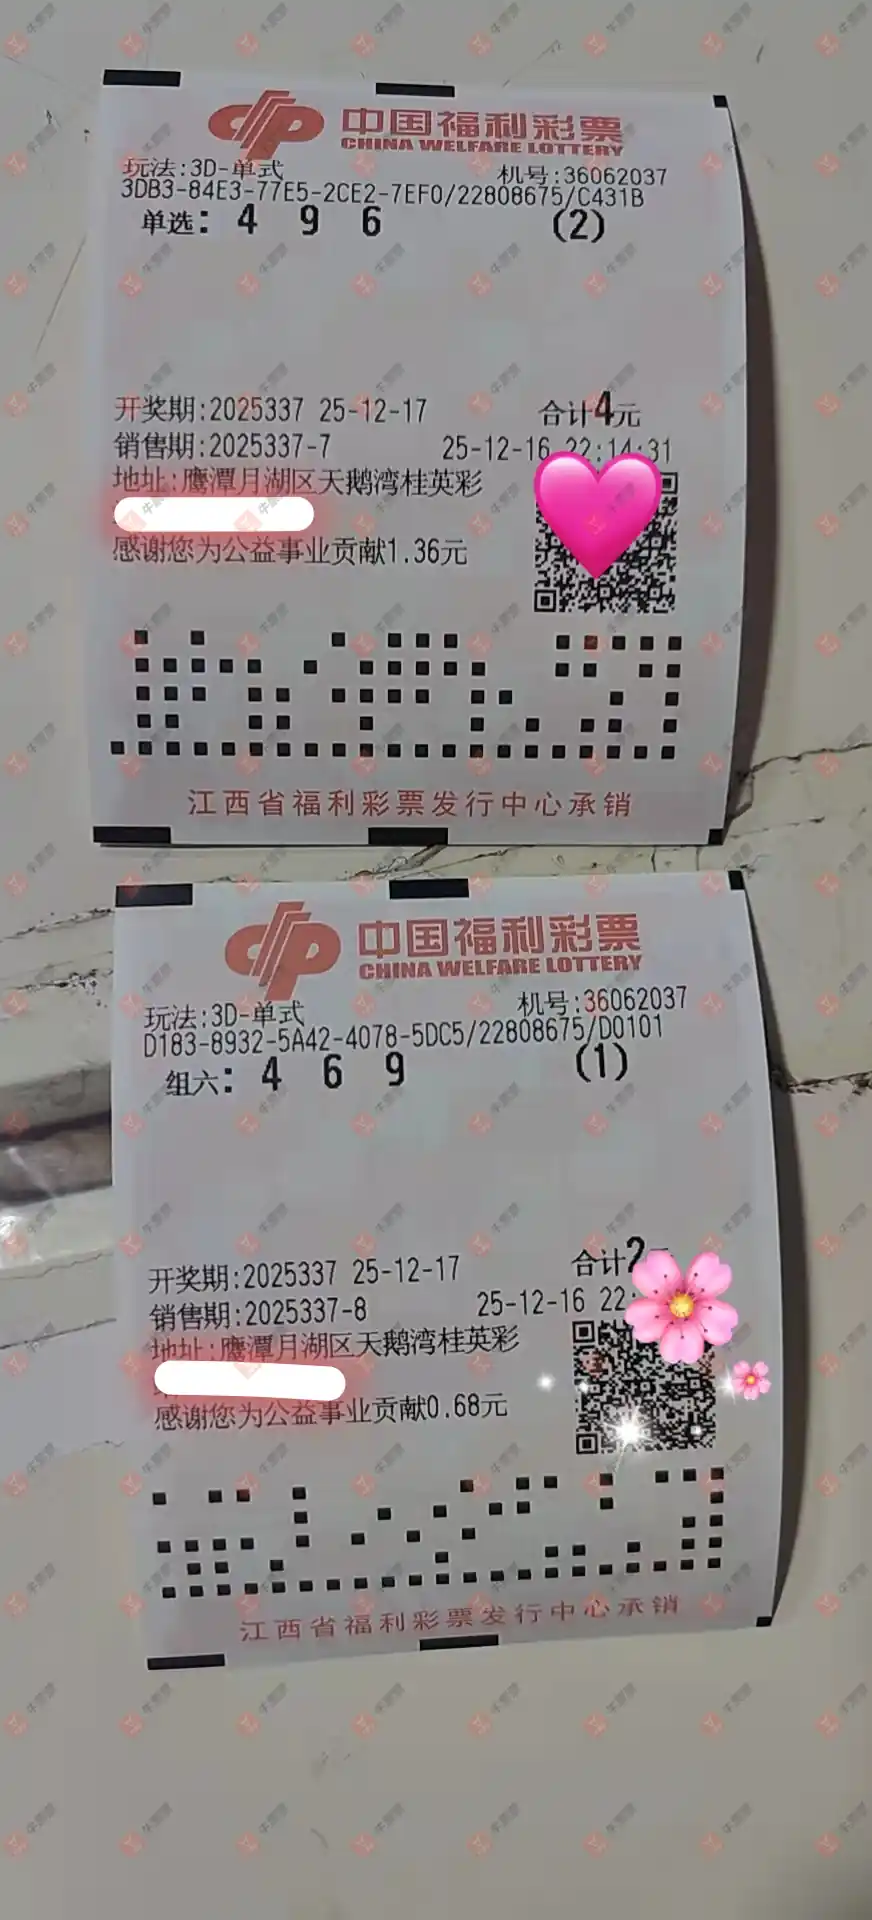 中国福利彩票
CHINA WELFARE LOTTERY
玩法:3D-单式 机号:36062037
3DB3-84E3-77E5-2CE2-7EF0/22808675/C431B
单选: 4 9 6 (2)
开奖期:2025337 25-12-17 合计4元
销售期:2025337-7 25-12-16 22:14:31
地址:鹰潭月湖区天鹅湾桂英彩
感谢您为公益事业贡献1.36元
江西省福利彩票发行中心承销
中国福利彩票
CHINA WELFARE LOTTERY
玩法:3D-单式 机号:36062037
D183-8932-5A42-4078-5DC5/22808675/D0101
组六: 4 6 9 (1)
开奖期:2025337 25-12-17 合计2元
销售期:2025337-8 25-12-16 22:
地址:鹰潭月湖区天鹅湾桂英彩
感谢您为公益事业贡献0.68元
江西省福利彩票发行中心承销